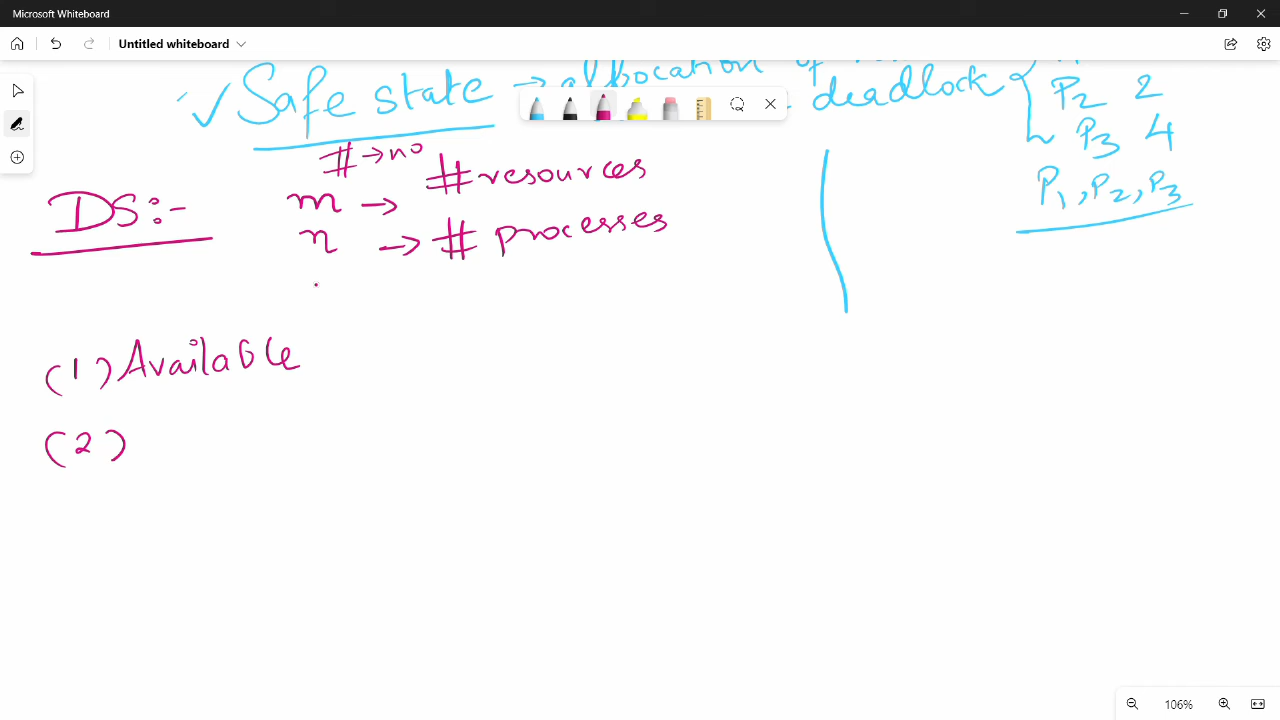 Microsoft Whiteboard
Untitled whiteboard
✓ Safe state → allocation of
deadlock
P2 2
P3 4
P1, P2, P3
# → no
DS:-
m → # resources
n → # processes
(1) Available
(2)
106%